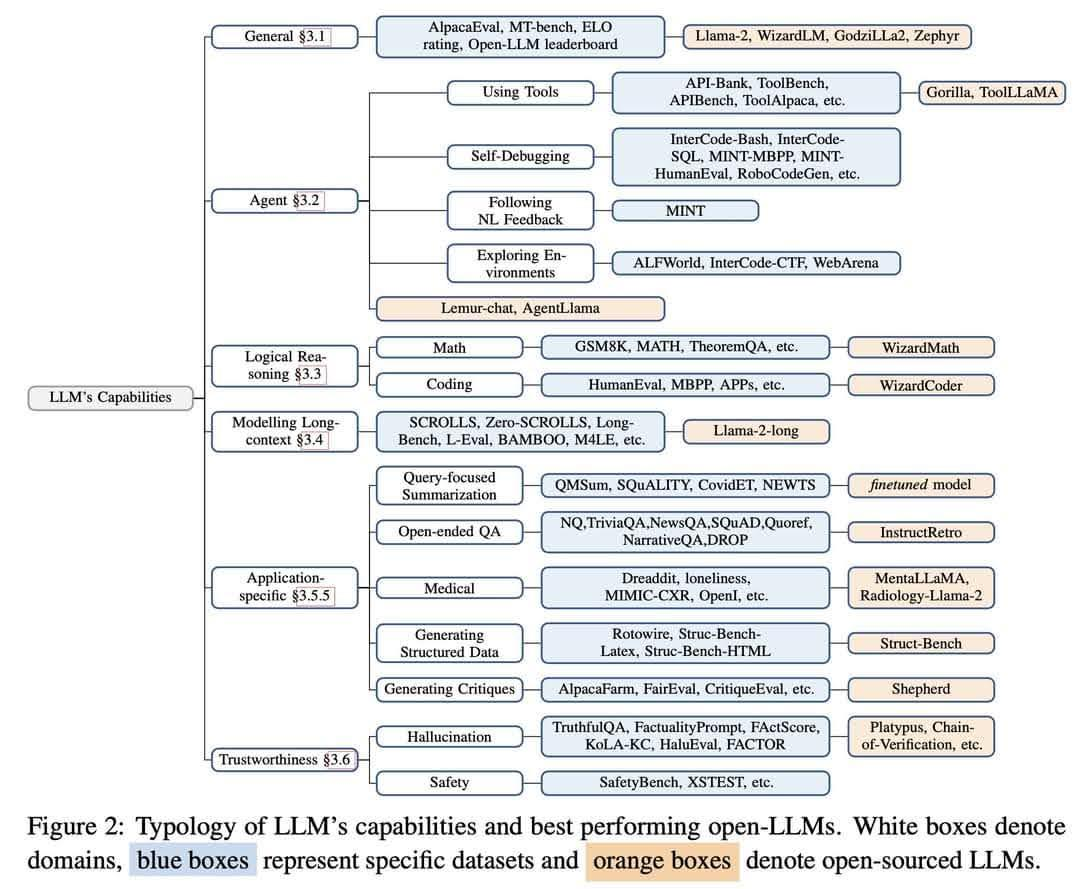 General §3.1
AlpacaEval, MT-bench, ELO
rating, Open-LLM leaderboard
Llama-2, WizardLM, GodziLLa2, Zephyr
Using Tools
API-Bank, ToolBench,
APIBench, ToolAlpaca, etc.
Gorilla, ToolLLaMA
Self-Debugging
InterCode-Bash, InterCode-
SQL, MINT-MBPP, MINT-
HumanEval, RoboCodeGen, etc.
Agent §3.2
Following
NL Feedback
MINT
Exploring En-
vironments
ALFWorld, InterCode-CTF, WebArena
Lemur-chat, AgentLlama
Logical Rea-
soning §3.3
Math
GSM8K, MATH, TheoremQA, etc.
WizardMath
Coding
HumanEval, MBPP, APPs, etc.
WizardCoder
LLM's Capabilities
Modelling Long-
context §3.4
SCROLLS, Zero-SCROLLS, Long-
Bench, L-Eval, BAMBOO, M4LE, etc.
Llama-2-long
Query-focused
Summarization
QMSum, SQuALITY, CovidET, NEWTS
finetuned model
Open-ended QA
NQ,TriviaQA,NewsQA,SQuAD,Quoref,
NarrativeQA,DROP
InstructRetro
Application-
specific §3.5.5
Medical
Dreaddit, loneliness,
MIMIC-CXR, OpenI, etc.
MentaLLaMA,
Radiology-Llama-2
Generating
Structured Data
Rotowire, Struc-Bench-
Latex, Struc-Bench-HTML
Struct-Bench
Generating Critiques
AlpacaFarm, FairEval, CritiqueEval, etc.
Shepherd
Trustworthiness §3.6
Hallucination
TruthfulQA, FactualityPrompt, FActScore,
KoLA-KC, HaluEval, FACTOR
Platypus, Chain-
of-Verification, etc.
Safety
SafetyBench, XSTEST, etc.
Figure 2: Typology of LLM's capabilities and best performing open-LLMs. White boxes denote
domains, blue boxes represent specific datasets and orange boxes denote open-sourced LLMs.